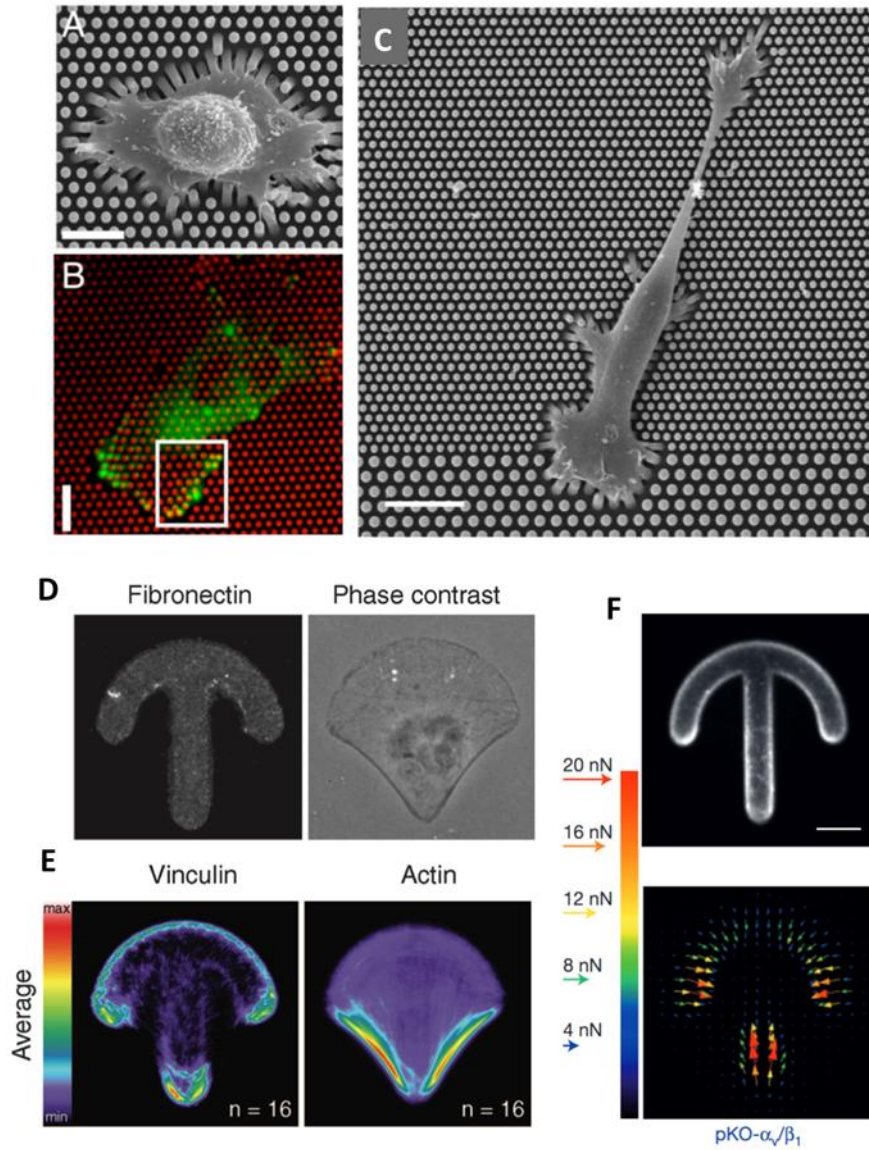 A
C
B
D
Fibronectin
Phase contrast
F
20 nN
16 nN
12 nN
8 nN
4 nN
E
Vinculin
Actin
max
Average
min
n = 16
n = 16
pKO-αᵥ/β₁